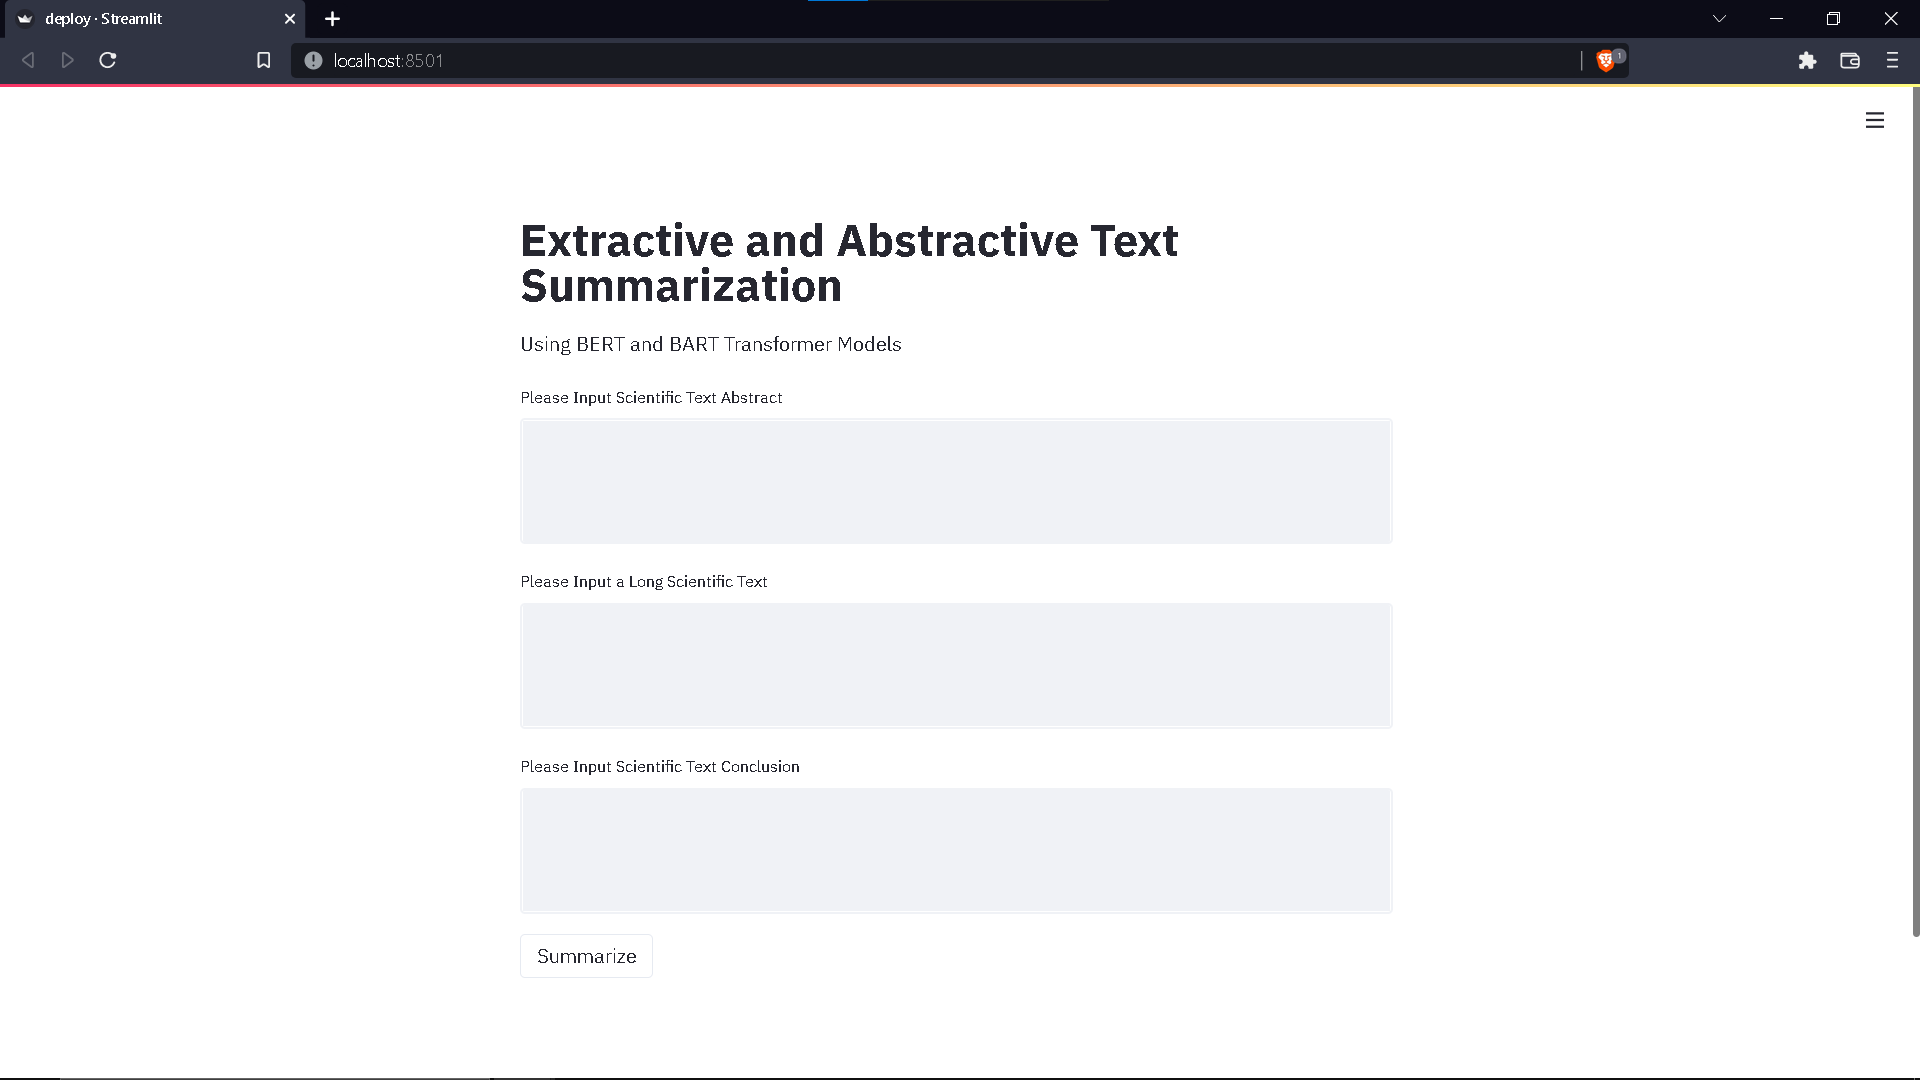 deploy · Streamlit
localhost:8501
1
Extractive and Abstractive Text
Summarization
Using BERT and BART Transformer Models
Please Input Scientific Text Abstract
Please Input a Long Scientific Text
Please Input Scientific Text Conclusion
Summarize